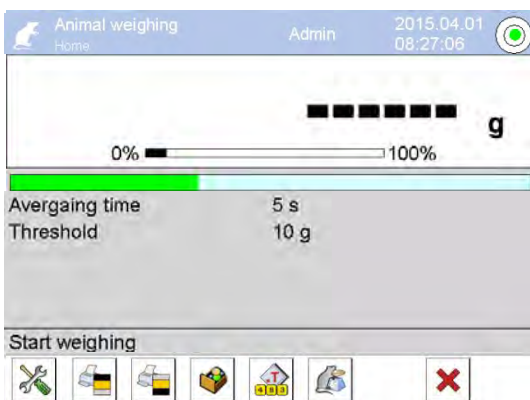 Animal weighing Admin 2015.04.01
Home 08:27:06
g
0% 100%
Avergaing time 5 s
Threshold 10 g
Start weighing
T